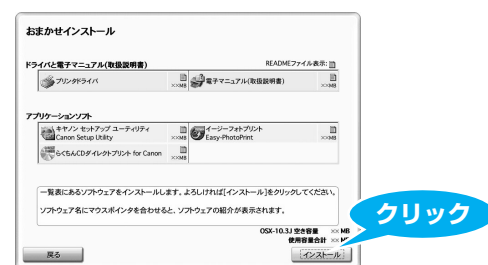 おまかせインストール
ドライバと電子マニュアル(取扱説明書) READMEファイル表示:
プリンタドライバ ××MB 電子マニュアル(取扱説明書) ××MB
アプリケーションソフト
キヤノン セットアップ ユーティリティ イージーフォトプリント
Canon Setup Utility ××MB Easy-PhotoPrint ××MB
らくちんCDダイレクトプリント for Canon ××MB
一覧表にあるソフトウェアをインストールします。よろしければ[インストール]をクリックしてください。
ソフトウェア名にマウスポインタを合わせると、ソフトウェアの紹介が表示されます。
クリック
OSX-10.3J 空き容量 ×× MB
使用容量合計 ××
戻る インストール